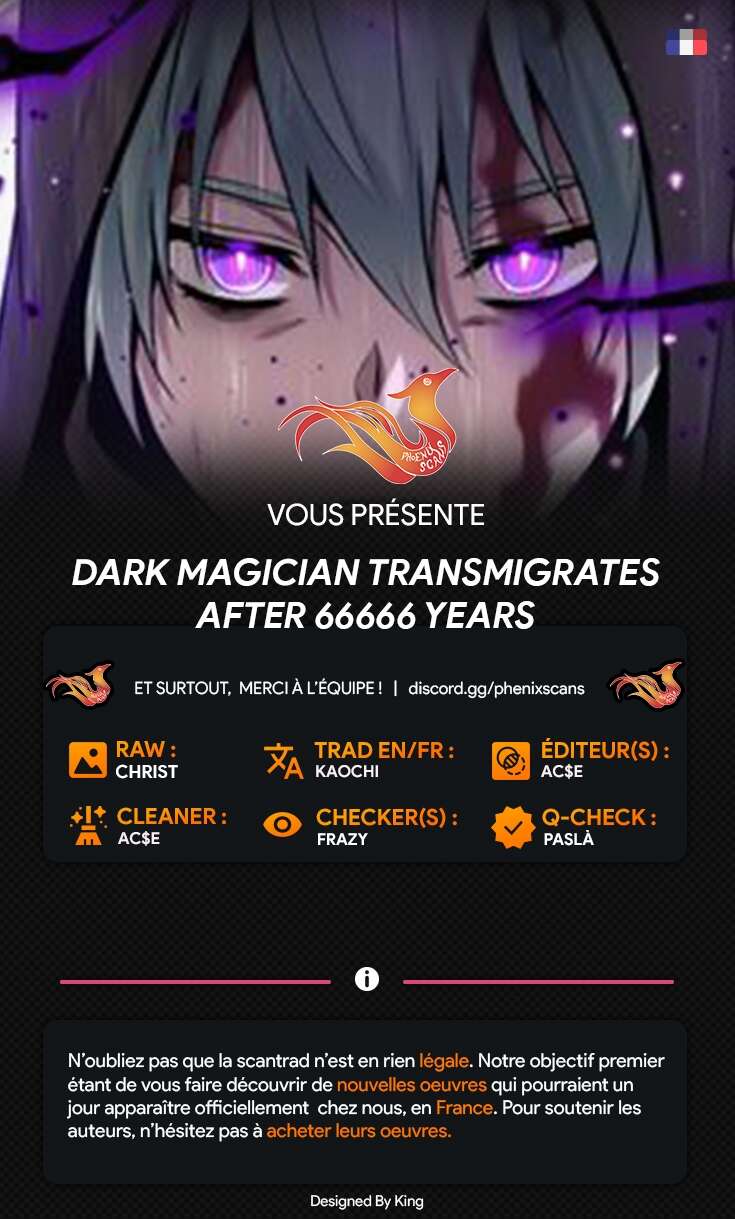 PHOENIX
SCANS
VOUS PRÉSENTE
DARK MAGICIAN TRANSMIGRATES
AFTER 66666 YEARS
ET SURTOUT, MERCI À L'ÉQUIPE ! | discord.gg/phenixscans
RAW :
CHRIST
TRAD EN/FR :
KAOCHI
ÉDITEUR(S) :
AC$E
CLEANER :
AC$E
CHECKER(S) :
FRAZY
Q-CHECK :
PASLÀ
N'oubliez pas que la scantrad n'est en rien légale. Notre objectif premier
étant de vous faire découvrir de nouvelles oeuvres qui pourraient un
jour apparaître officiellement chez nous, en France. Pour soutenir les
auteurs, n'hésitez pas à acheter leurs oeuvres.
Designed By King